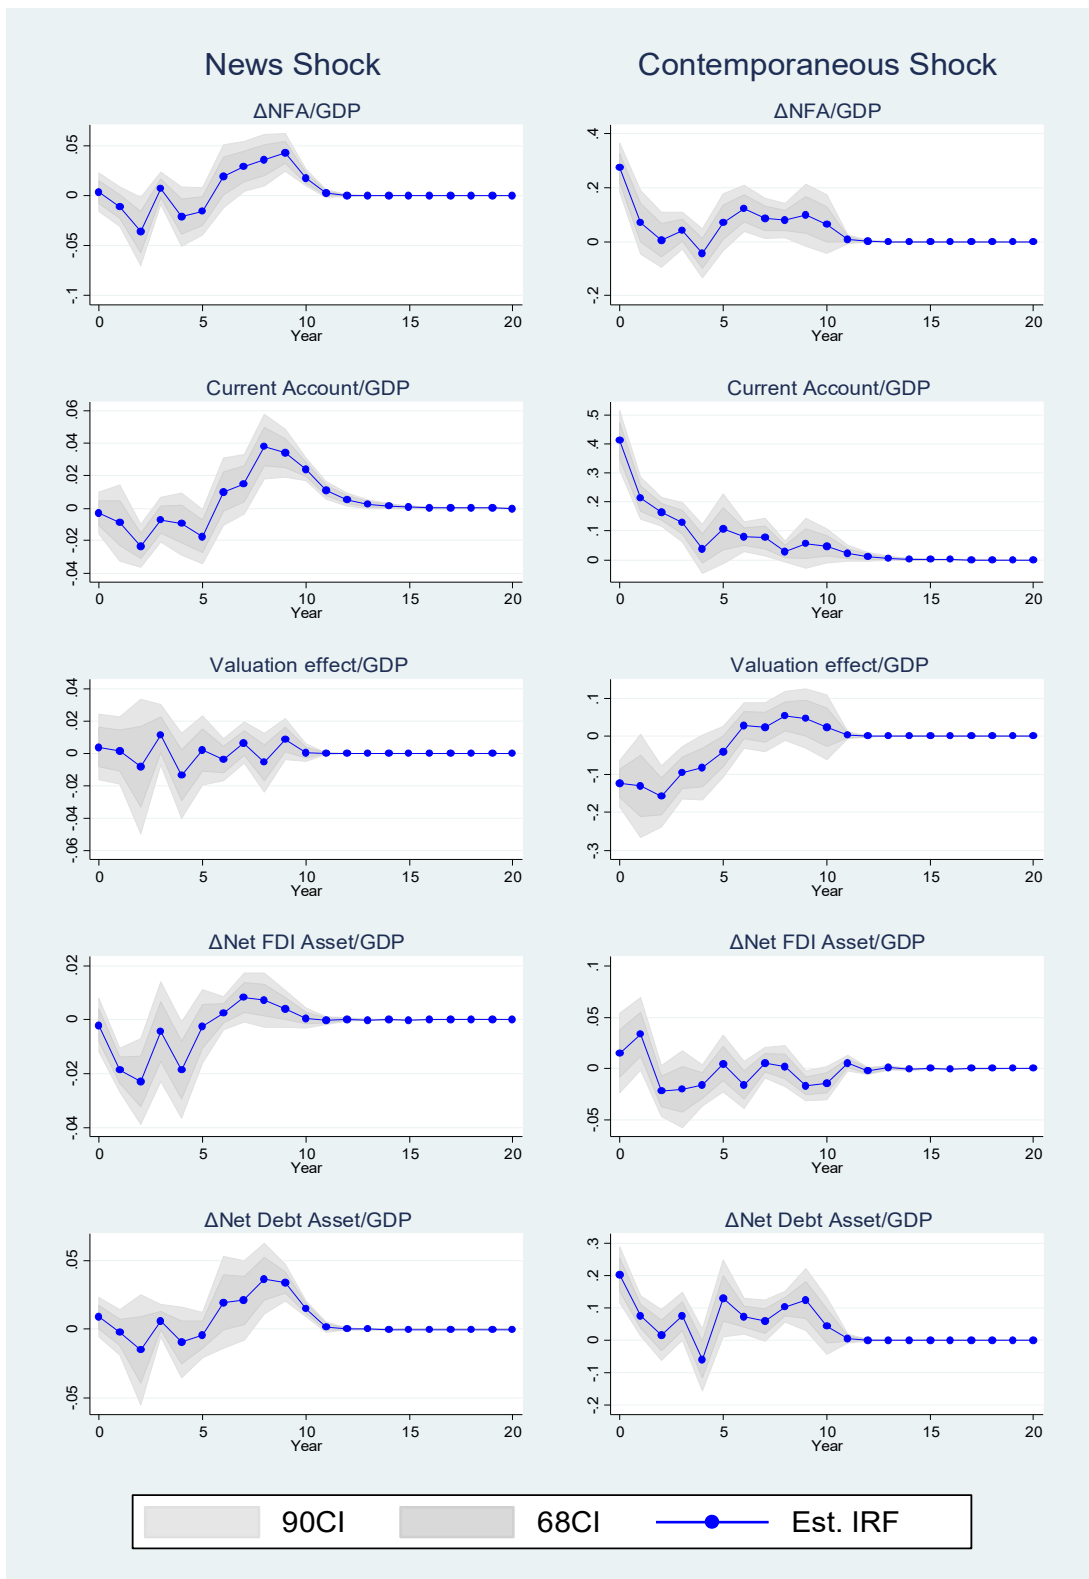 News Shock
Contemporaneous Shock
ΔNFA/GDP
.05
0
-.05
-.1
0 5 10 15 20
Year
ΔNFA/GDP
.4
.2
0
-.2
0 5 10 15 20
Year
Current Account/GDP
.06
.04
.02
0
-.02
-.04
0 5 10 15 20
Year
Current Account/GDP
.5
.4
.3
.2
.1
0
0 5 10 15 20
Year
Valuation effect/GDP
.04
.02
0
-.02
-.04
-.06
0 5 10 15 20
Year
Valuation effect/GDP
.1
0
-.1
-.2
-.3
0 5 10 15 20
Year
ΔNet FDI Asset/GDP
.02
0
-.02
-.04
0 5 10 15 20
Year
ΔNet FDI Asset/GDP
.1
.05
0
-.05
0 5 10 15 20
Year
ΔNet Debt Asset/GDP
.05
0
-.05
0 5 10 15 20
Year
ΔNet Debt Asset/GDP
.3
.2
.1
0
-.1
-.2
0 5 10 15 20
Year
90CI 68CI Est. IRF